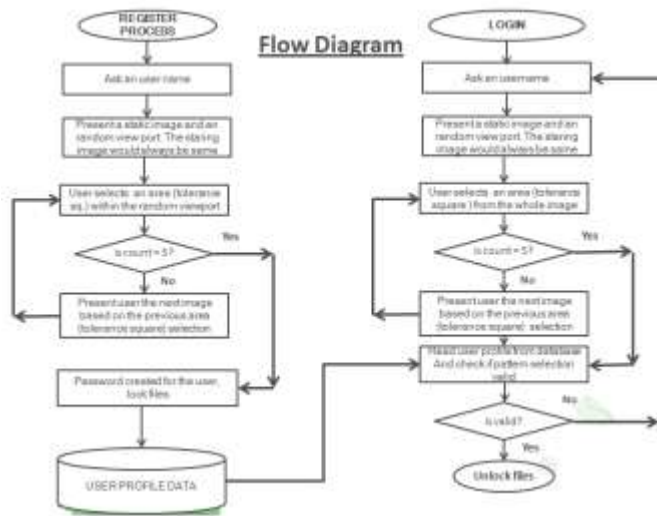 Flow Diagram
REGISTER
PROCESS
Ask an user name
Present a static image and an
random view port. The staring
image would always be same
User selects an area (tolerance
sq.) within the random viewport
Is count = 5?
Yes
No
Present user the next image
based on the previous area
(tolerance square) selection
Password created for the user,
lock files.
USER PROFILE DATA
LOGIN
Ask an username
Present a static image and an
random view port. The staring
image would always be same
User selects an area (tolerance
square) from the whole image
Is count = 5?
Yes
No
Present user the next image
based on the previous area
(tolerance square) selection
Read user profile from database
And check if pattern selection
valid
Is valid?
No
Yes
Unlock files